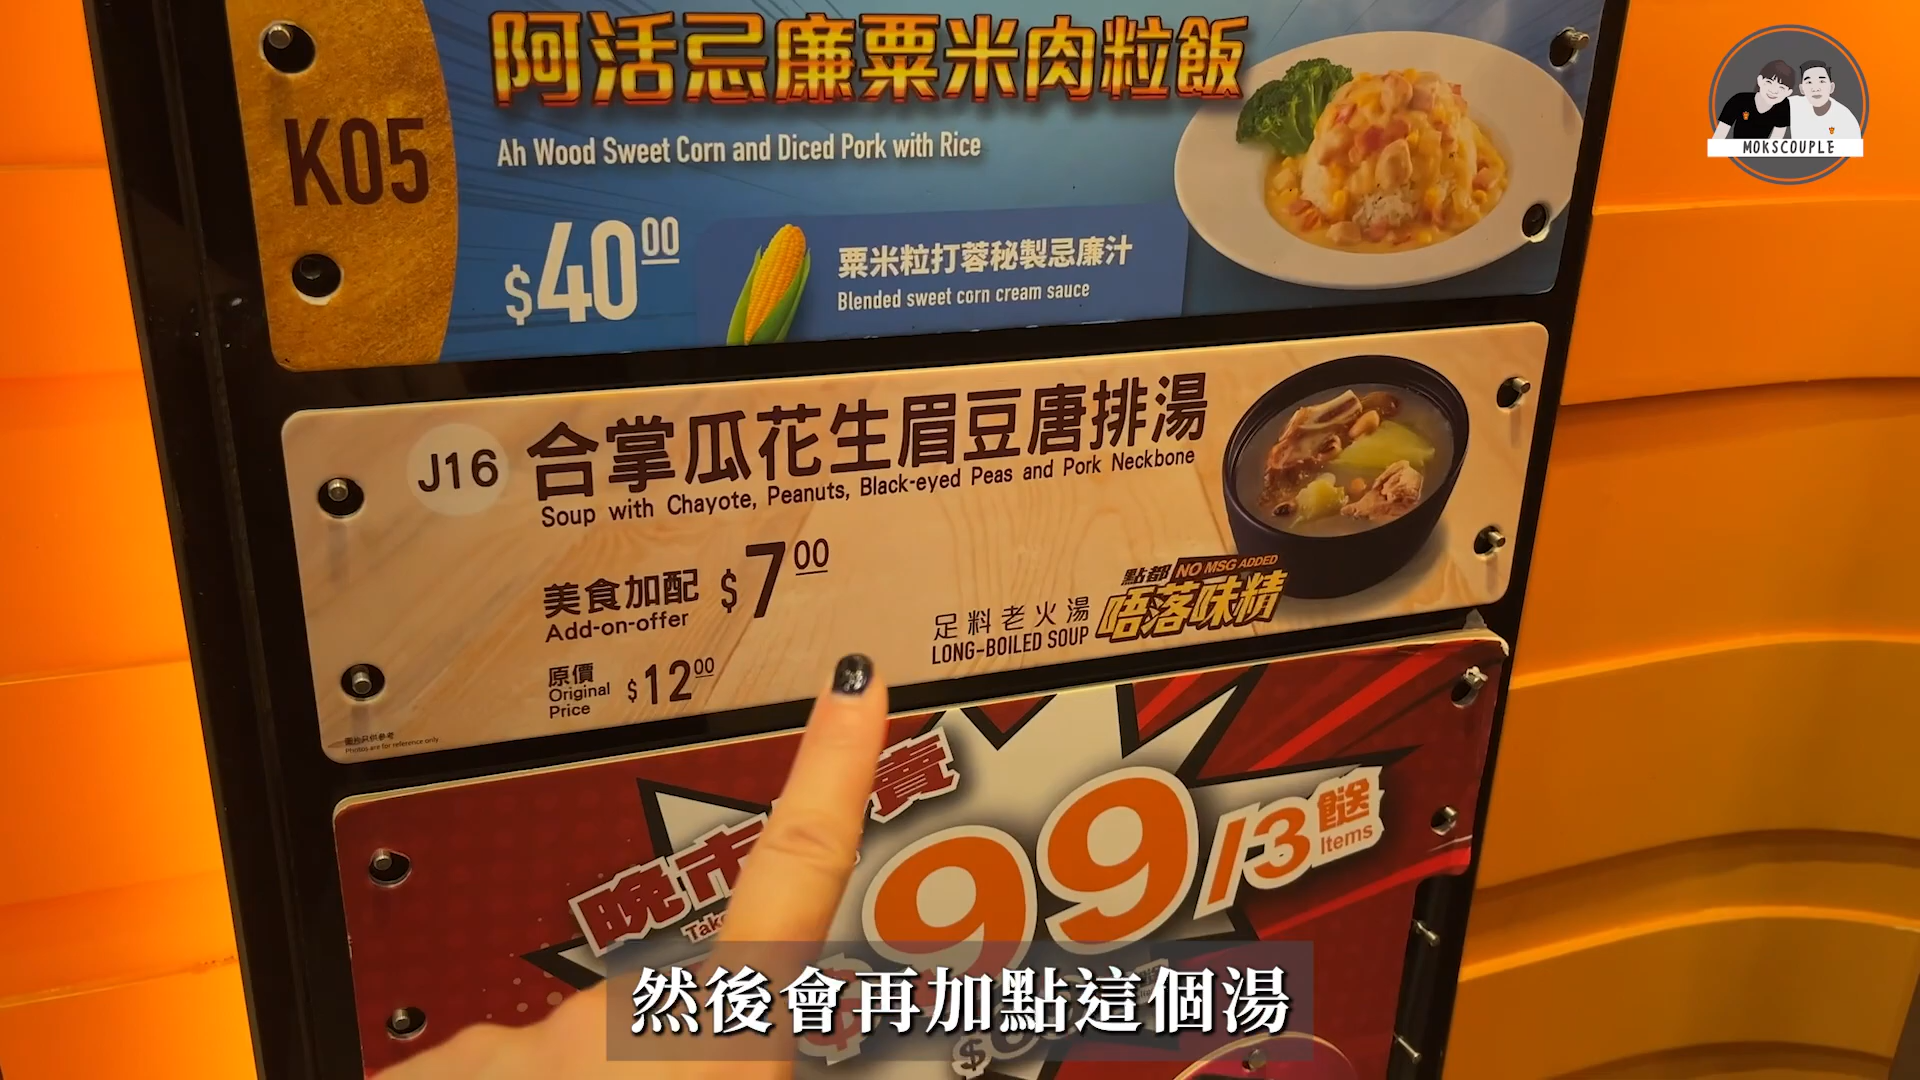 阿活忌廉粟米肉粒飯
MOKSCOUPLE
K05
Ah Wood Sweet Corn and Diced Pork with Rice
$40.00
粟米粒打蓉秘製忌廉汁
Blended sweet corn cream sauce
J16
合掌瓜花生眉豆唐排湯
Soup with Chayote, Peanuts, Black-eyed Peas and Pork Neckbone
美食加配 $7.00
Add-on-offer
點都 NO MSG ADDED
唔落味精
足料老火湯
LONG-BOILED SOUP
原價
Original
Price
$12.00
圖片只供參考
Photos are for reference only
晚市
賣
99/3餸
Items
然後會再加點這個湯